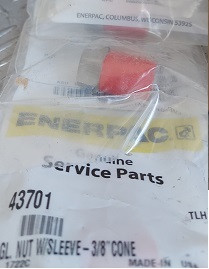 ENERPAC, COLUMBUS, WISCONSIN 53925
ENERPAC
Genuine
Service Parts
43701
TLH
GL. NUT W/SLEEVE - 3/8" CONE
1722C
MADE IN USA